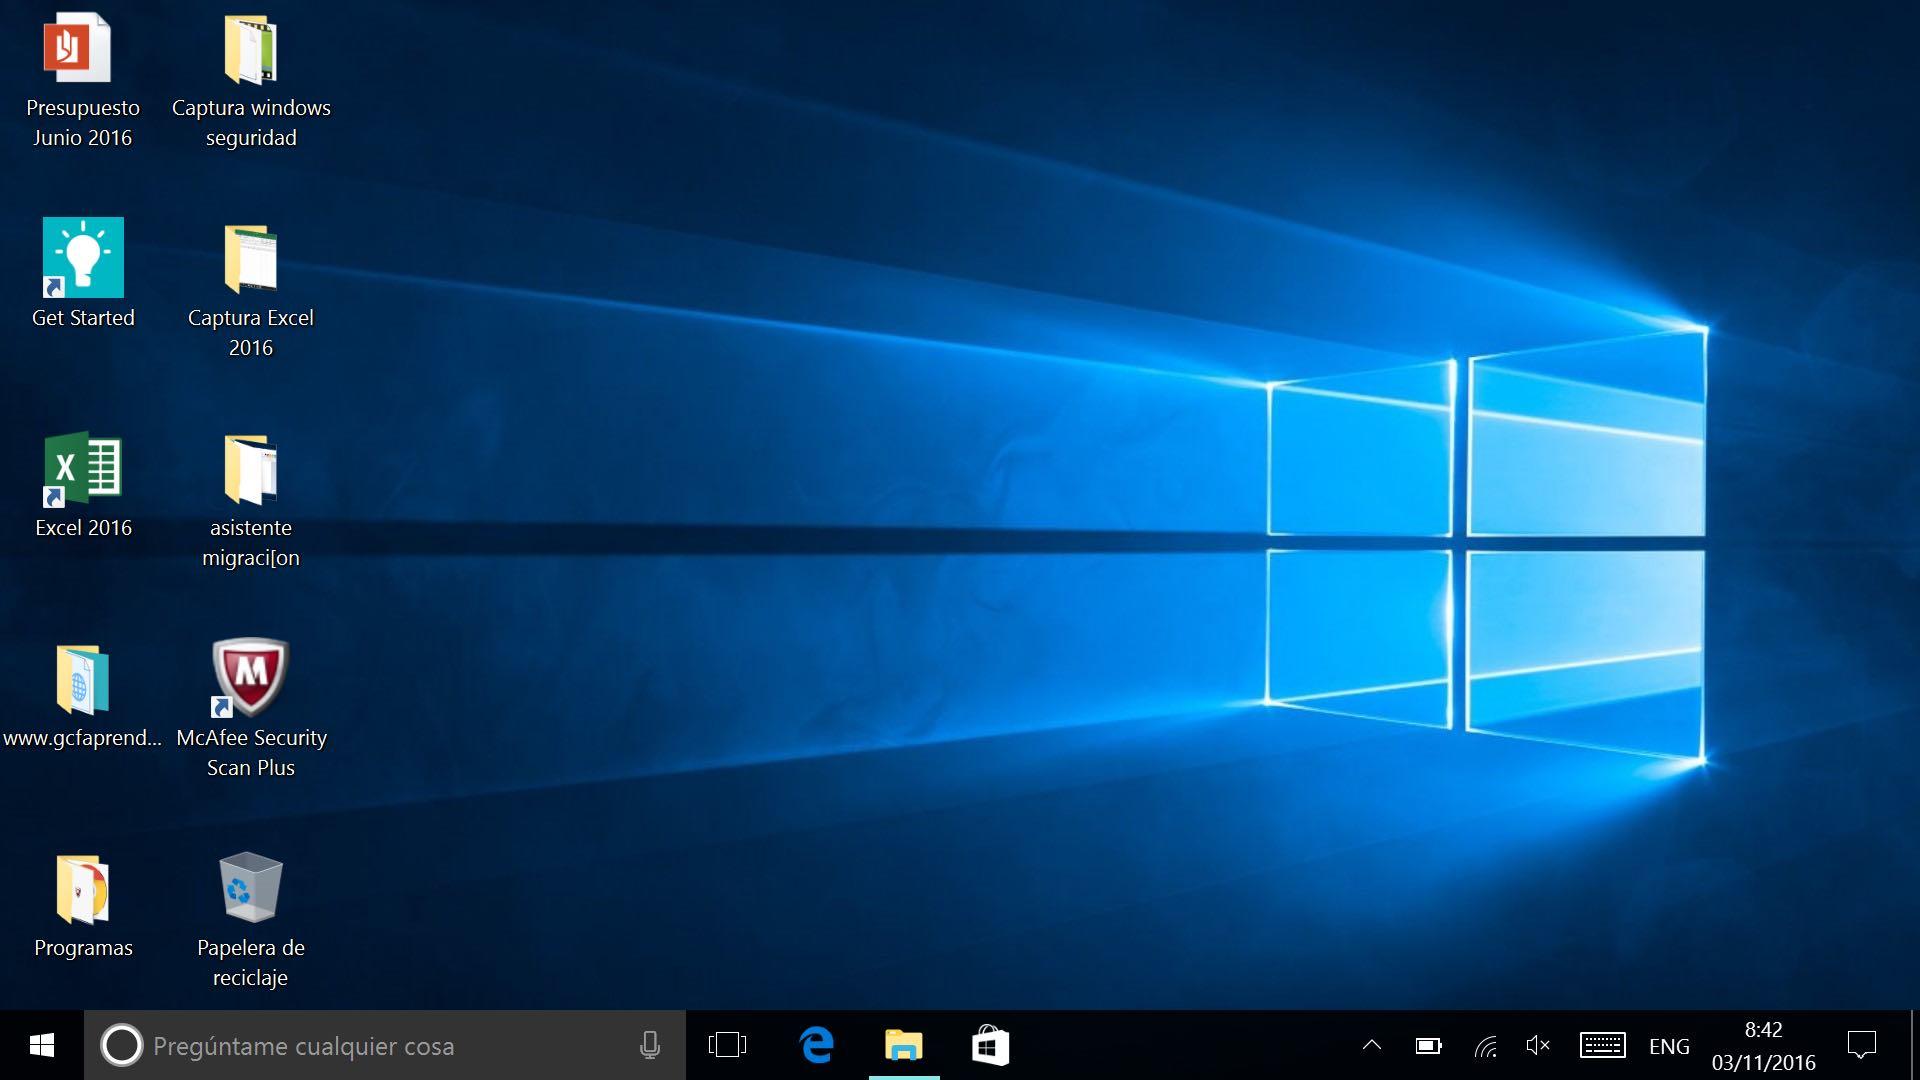 Presupuesto
Junio 2016
Captura windows
seguridad
Get Started
Captura Excel
2016
Excel 2016
asistente
migraci[on
www.gcfaprend...
McAfee Security
Scan Plus
Programas
Papelera de
reciclaje
Pregúntame cualquier cosa
ENG
8:42
03/11/2016